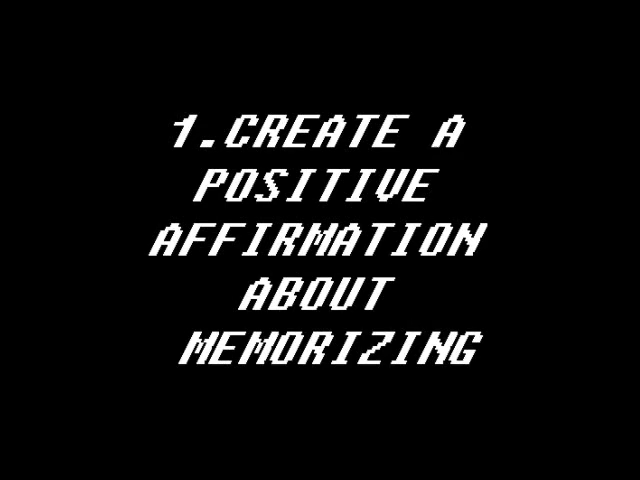 1.CREATE A
POSITIVE
AFFIRMATION
ABOUT
MEMORIZING